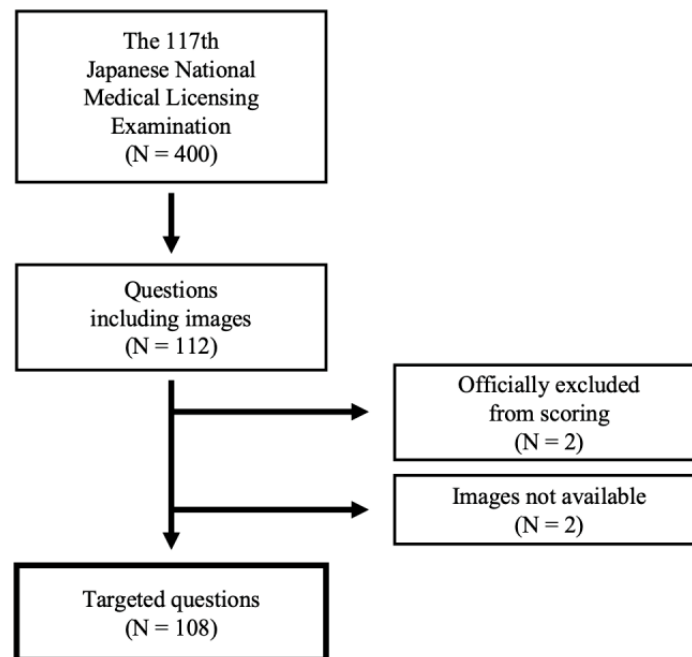 The 117th
Japanese National
Medical Licensing
Examination
(N = 400)
Questions
including images
(N = 112)
Officially excluded
from scoring
(N = 2)
Images not available
(N = 2)
Targeted questions
(N = 108)